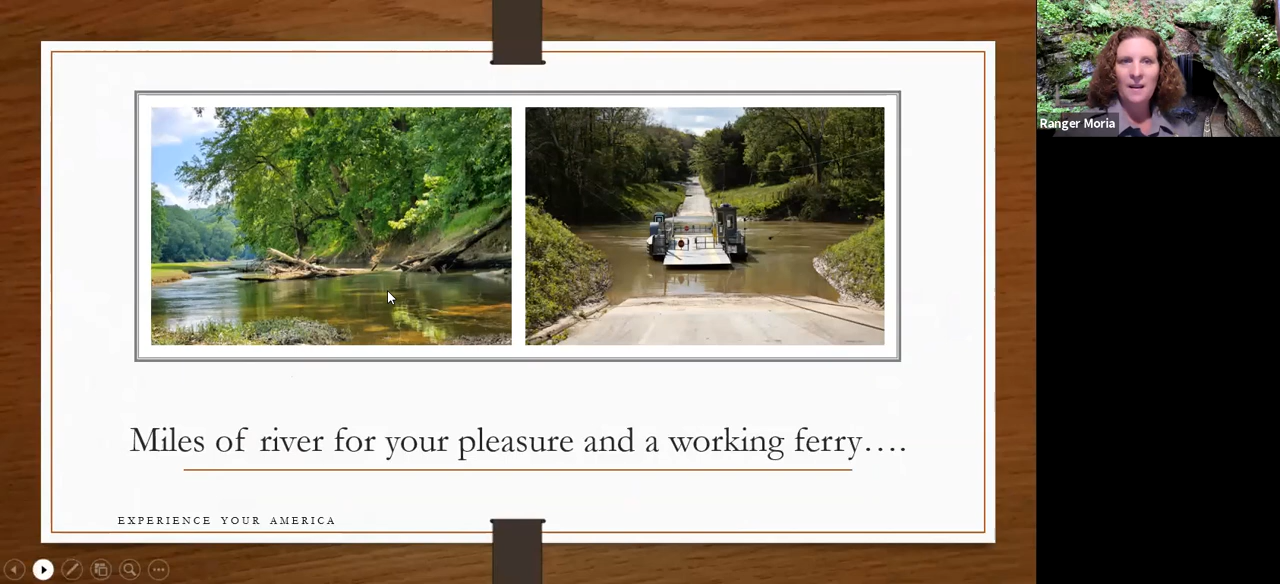 Ranger Moria
Miles of river for your pleasure and a working ferry….
EXPERIENCE YOUR AMERICA